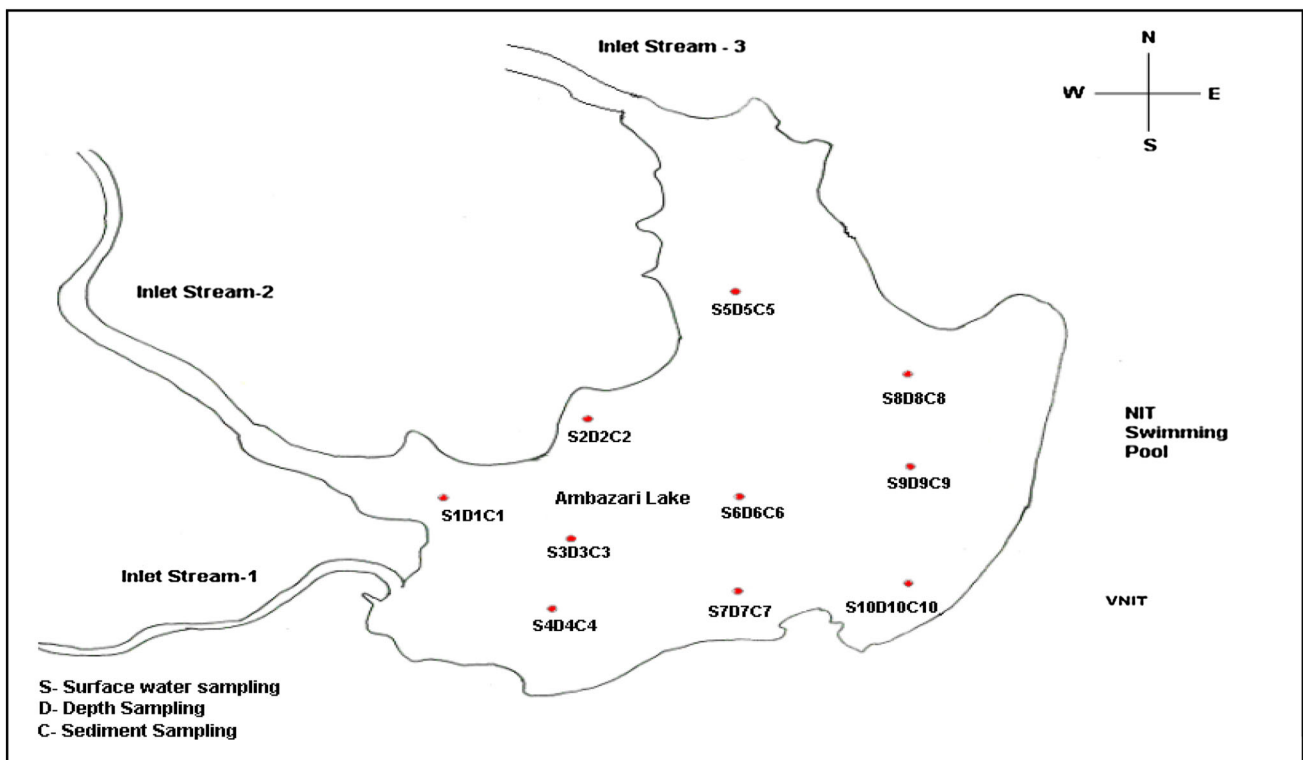 Inlet Stream - 3
N
W
E
S
Inlet Stream-2
S5D5C5
S8D8C8
NIT
Swimming
Pool
S2D2C2
S9D9C9
Ambazari Lake
S1D1C1
S6D6C6
S3D3C3
Inlet Stream-1
S4D4C4
S7D7C7
S10D10C10
VNIT
S- Surface water sampling
D- Depth Sampling
C- Sediment Sampling